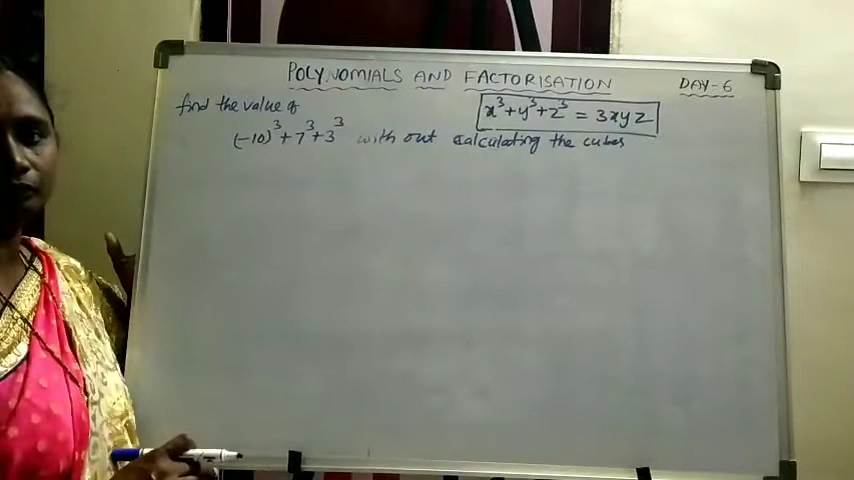 POLYNOMIALS AND FACTORISATION DAY-6
find the value of
x³+y³+z³ = 3xyz
(-10)³+7³+3³ with out calculating the cubes